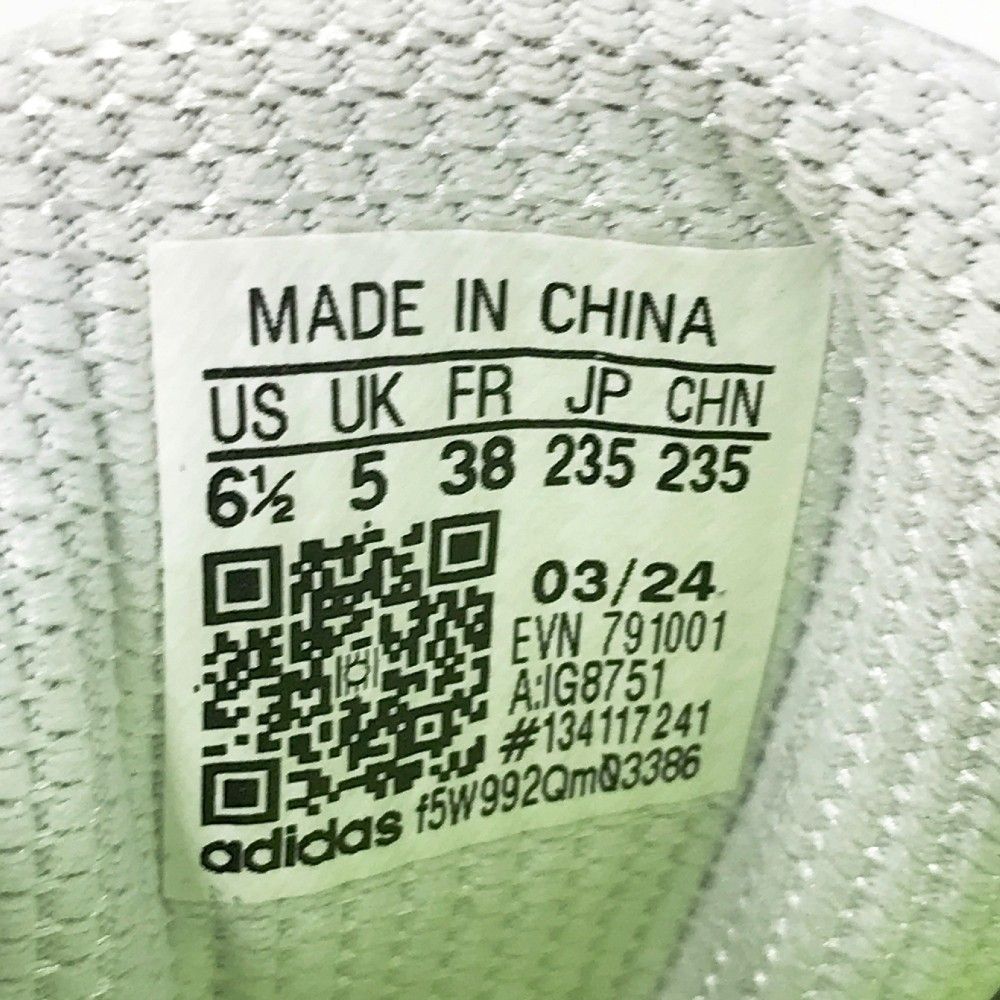 MADE IN CHINA
US UK FR JP CHN
6½ 5 38 235 235
03/24
EVN 791001
A:IG8751
#134117241
adidas f5W992Qm03386